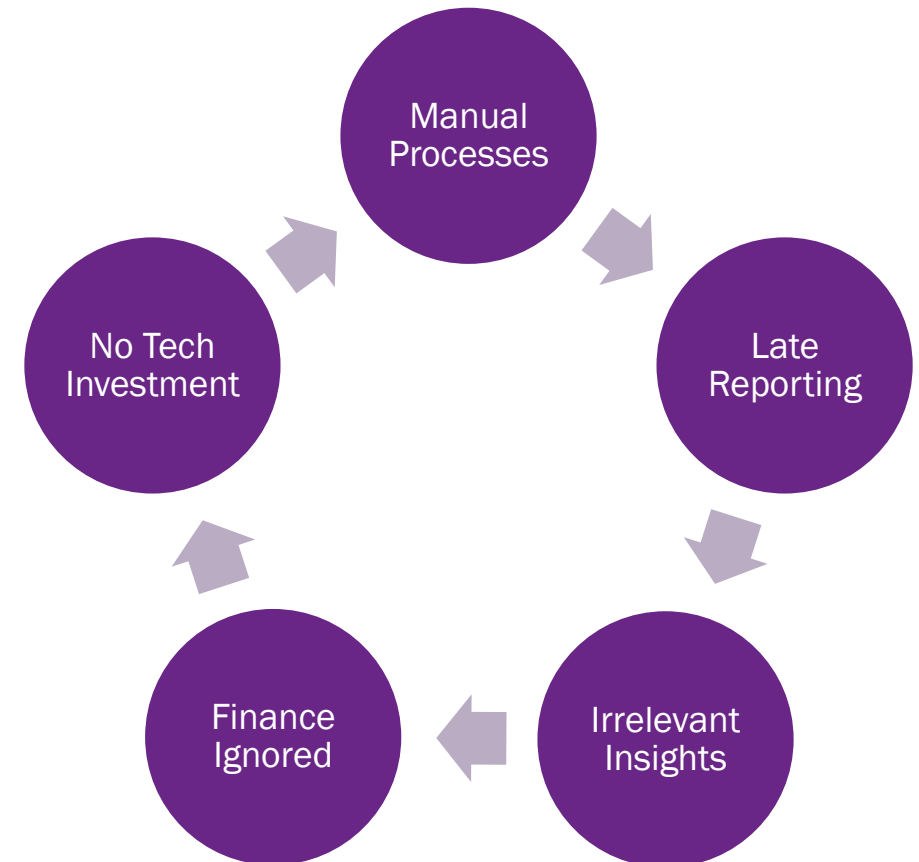 Manual
Processes
Late
Reporting
Irrelevant
Insights
Finance
Ignored
No Tech
Investment